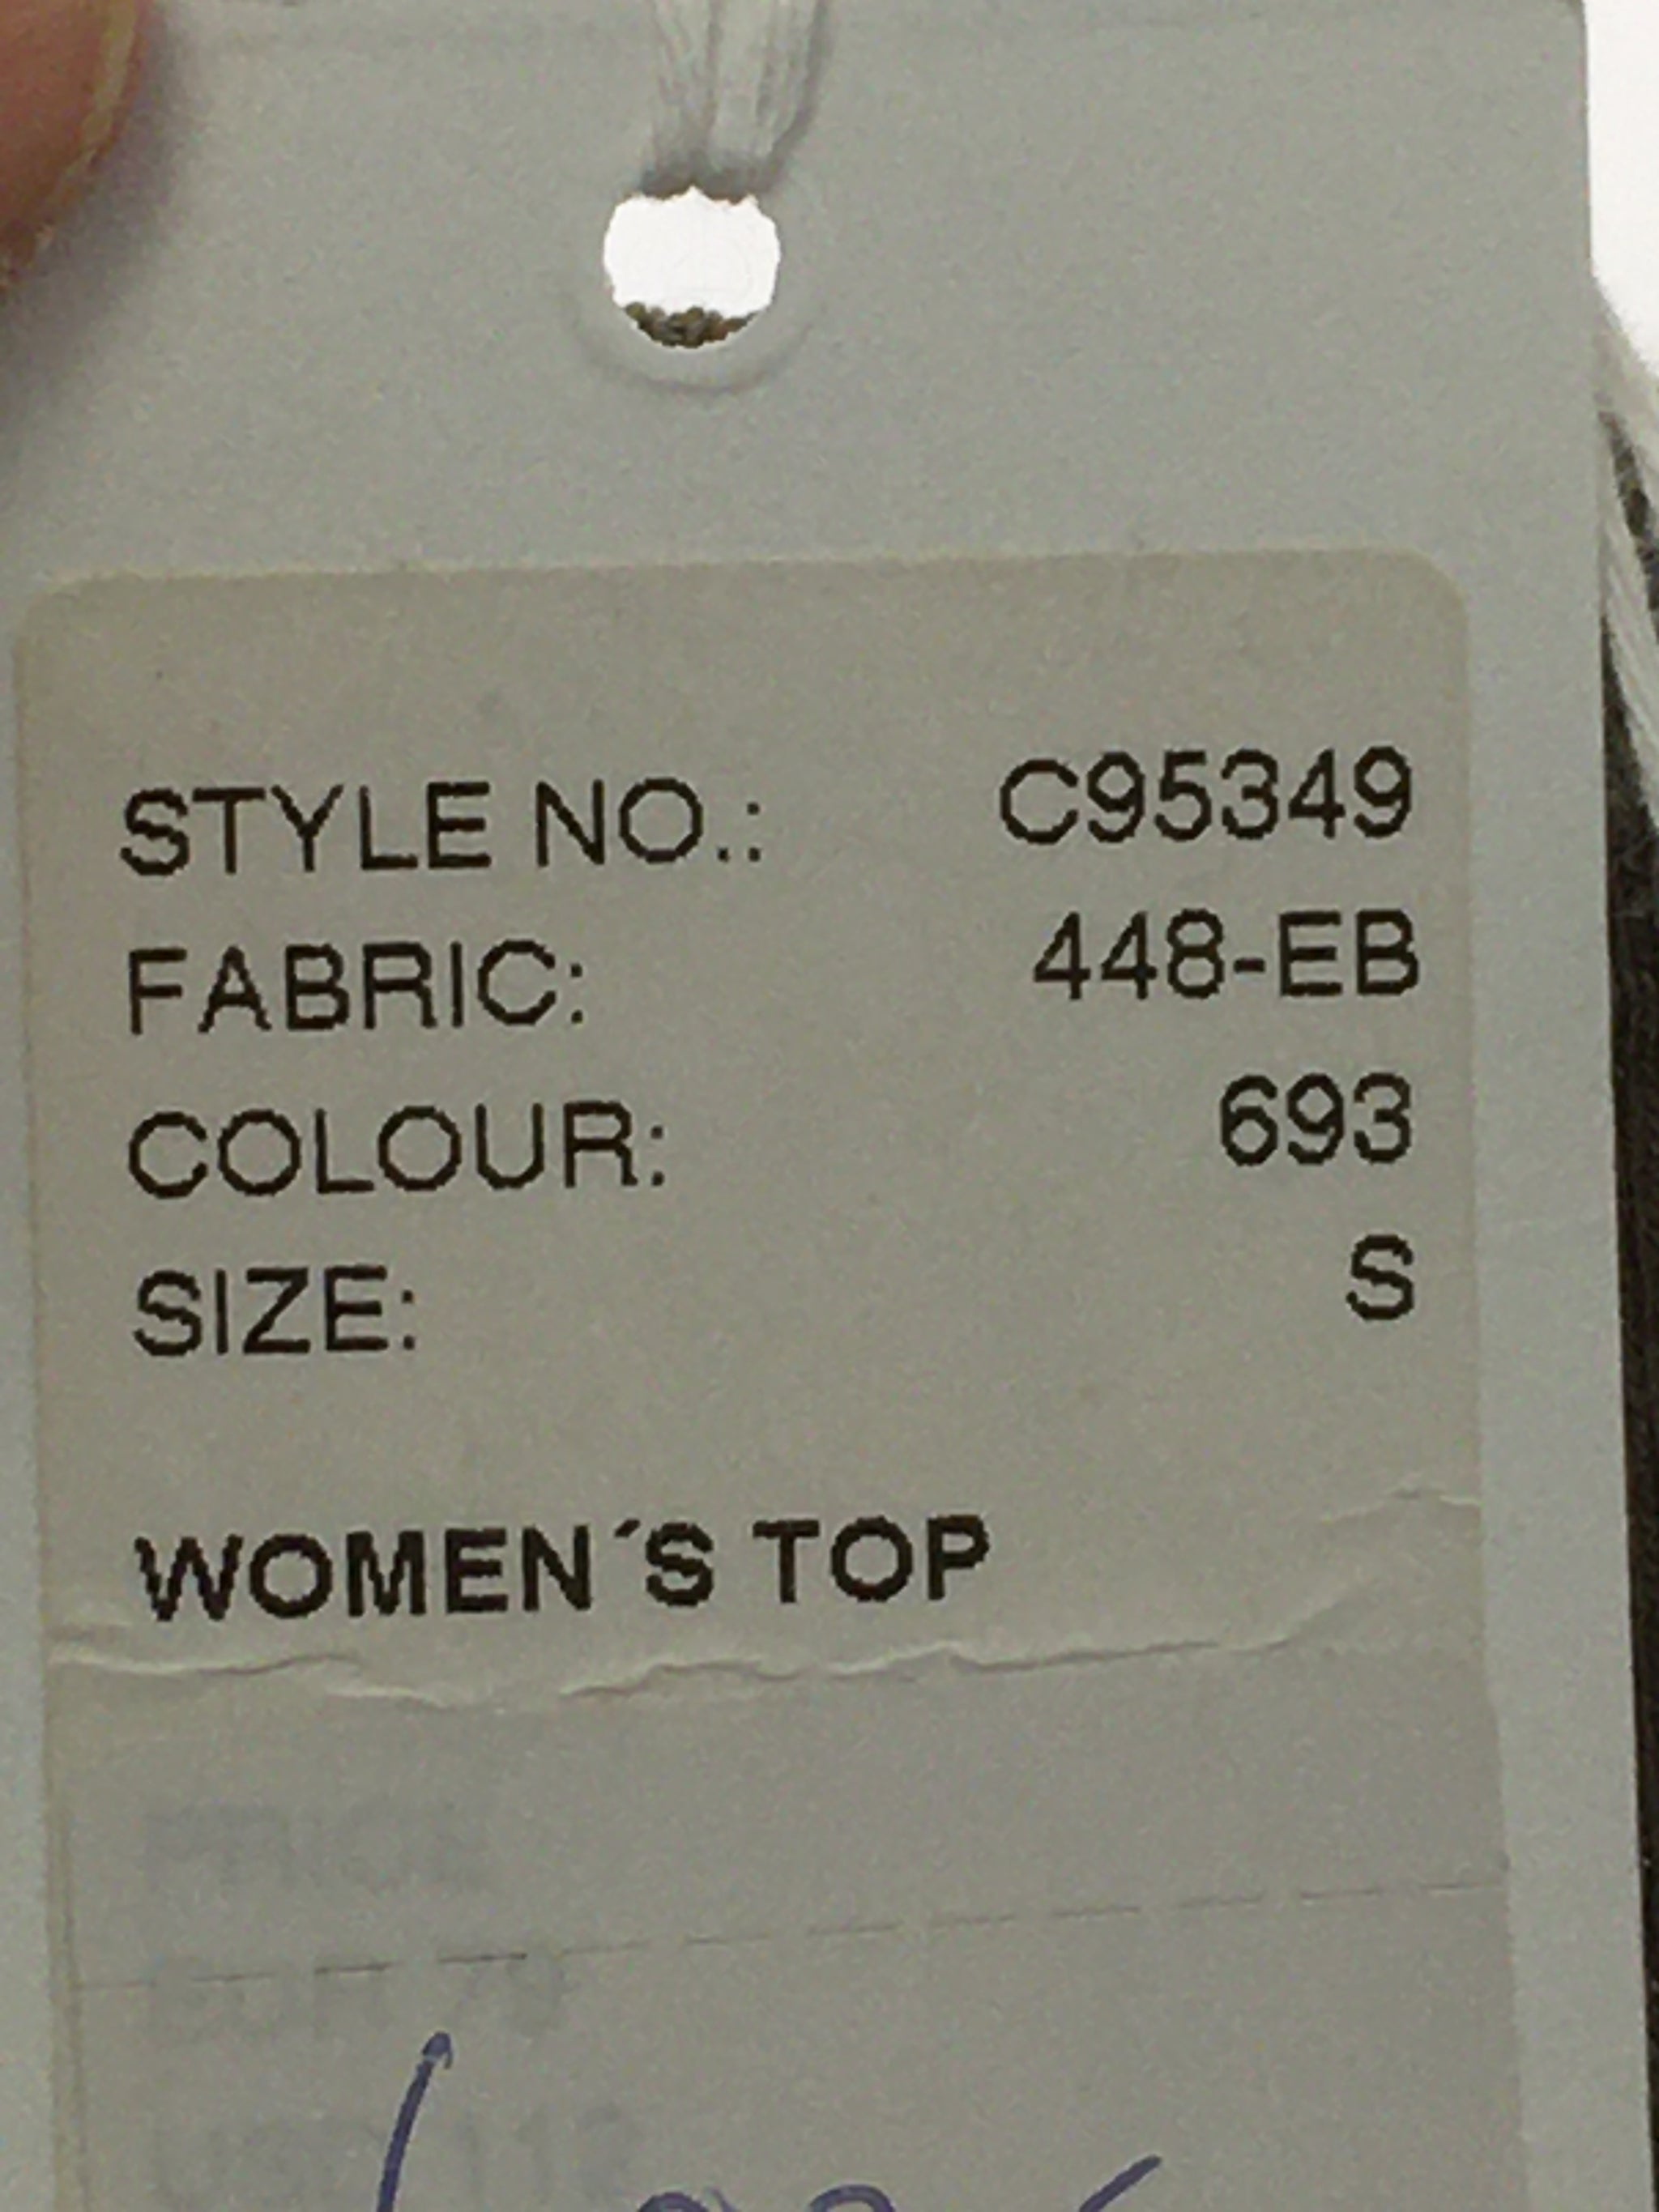 STYLE NO.: C95349
FABRIC: 448-EB
COLOUR: 693
SIZE: S
WOMEN´S TOP